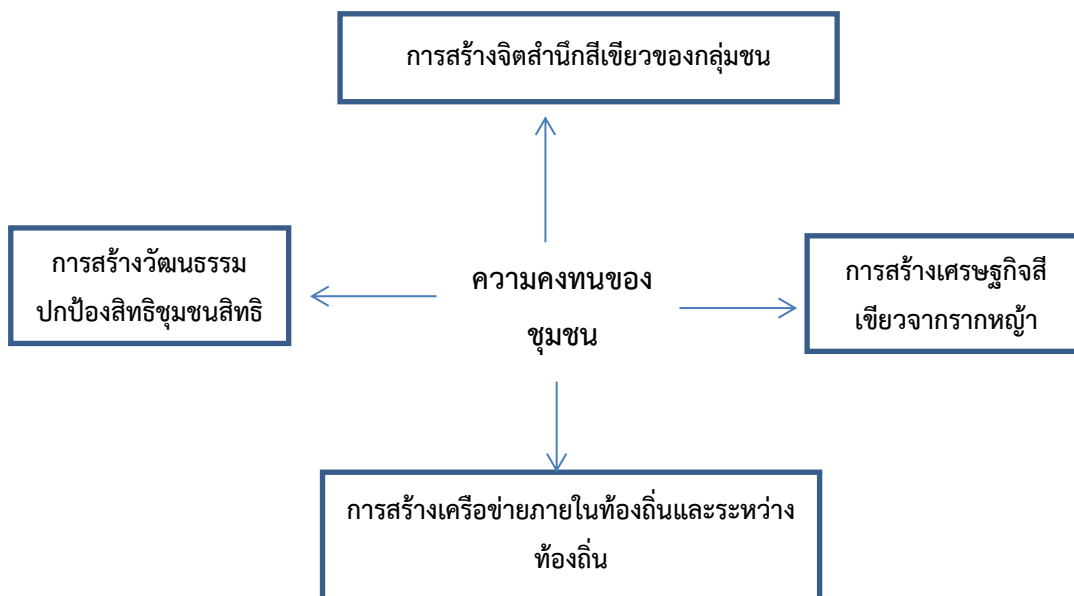 การสร้างจิตสำนึกสีเขียวของกลุ่มชน
การสร้างวัฒนธรรม
ปกป้องสิทธิชุมชนสิทธิ
ความคงทนของ
ชุมชน
การสร้างเศรษฐกิจสี
เขียวจากรากหญ้า
การสร้างเครือข่ายภายในท้องถิ่นและระหว่าง
ท้องถิ่น